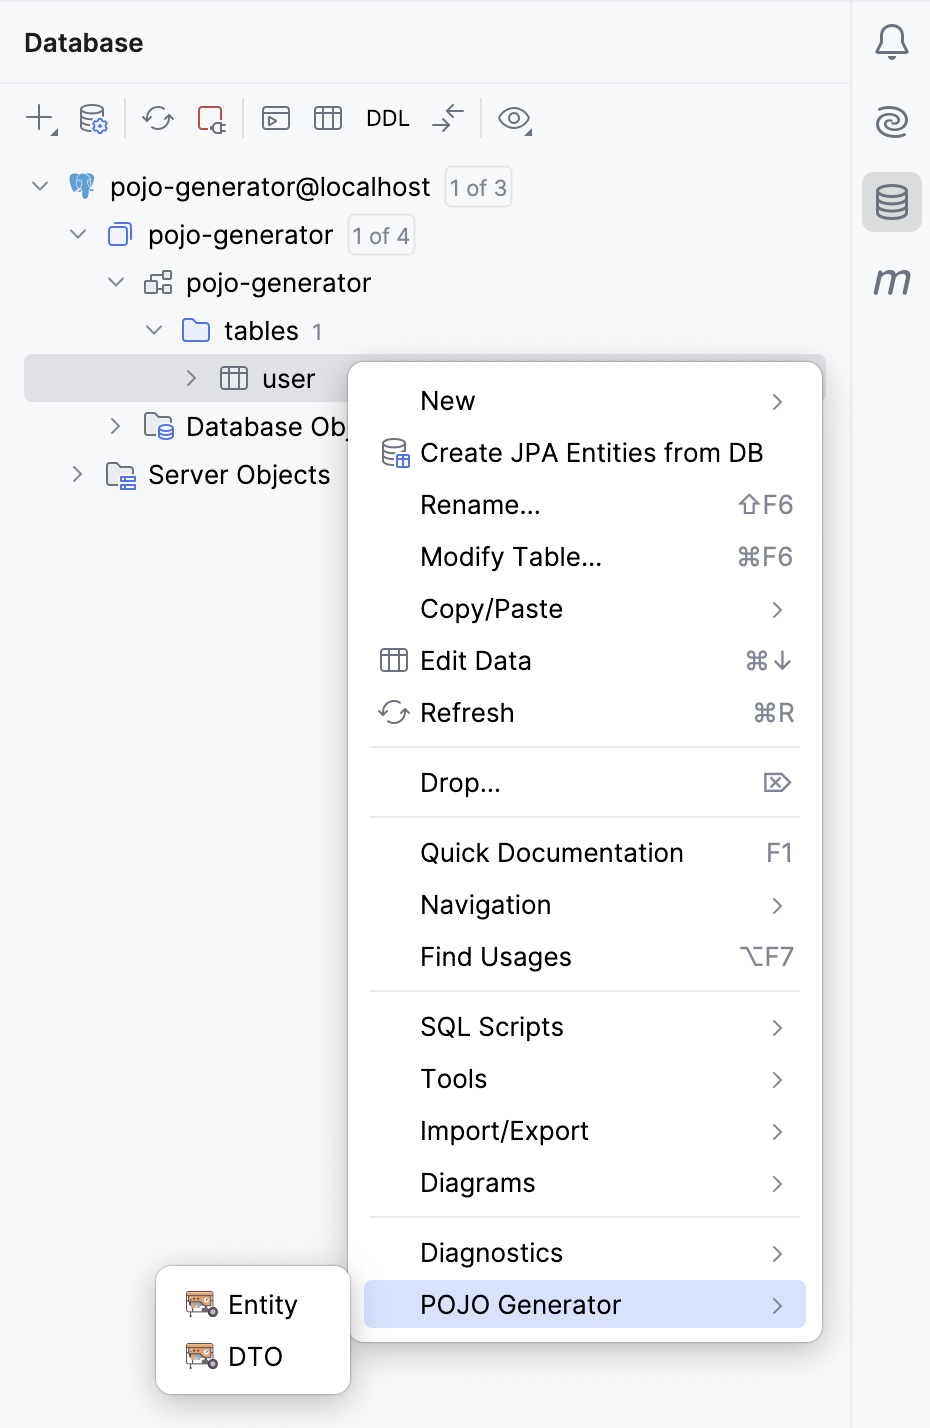 Database
DDL
pojo-generator@localhost 1 of 3
pojo-generator 1 of 4
pojo-generator
tables 1
user
Database Obj
Server Objects
New
Create JPA Entities from DB
Rename... ⇧F6
Modify Table... ⌘F6
Copy/Paste
Edit Data ⌘↓
Refresh ⌘R
Drop... ⌦
Quick Documentation F1
Navigation
Find Usages ⌥F7
SQL Scripts
Tools
Import/Export
Diagrams
Diagnostics
POJO Generator
Entity
DTO
m